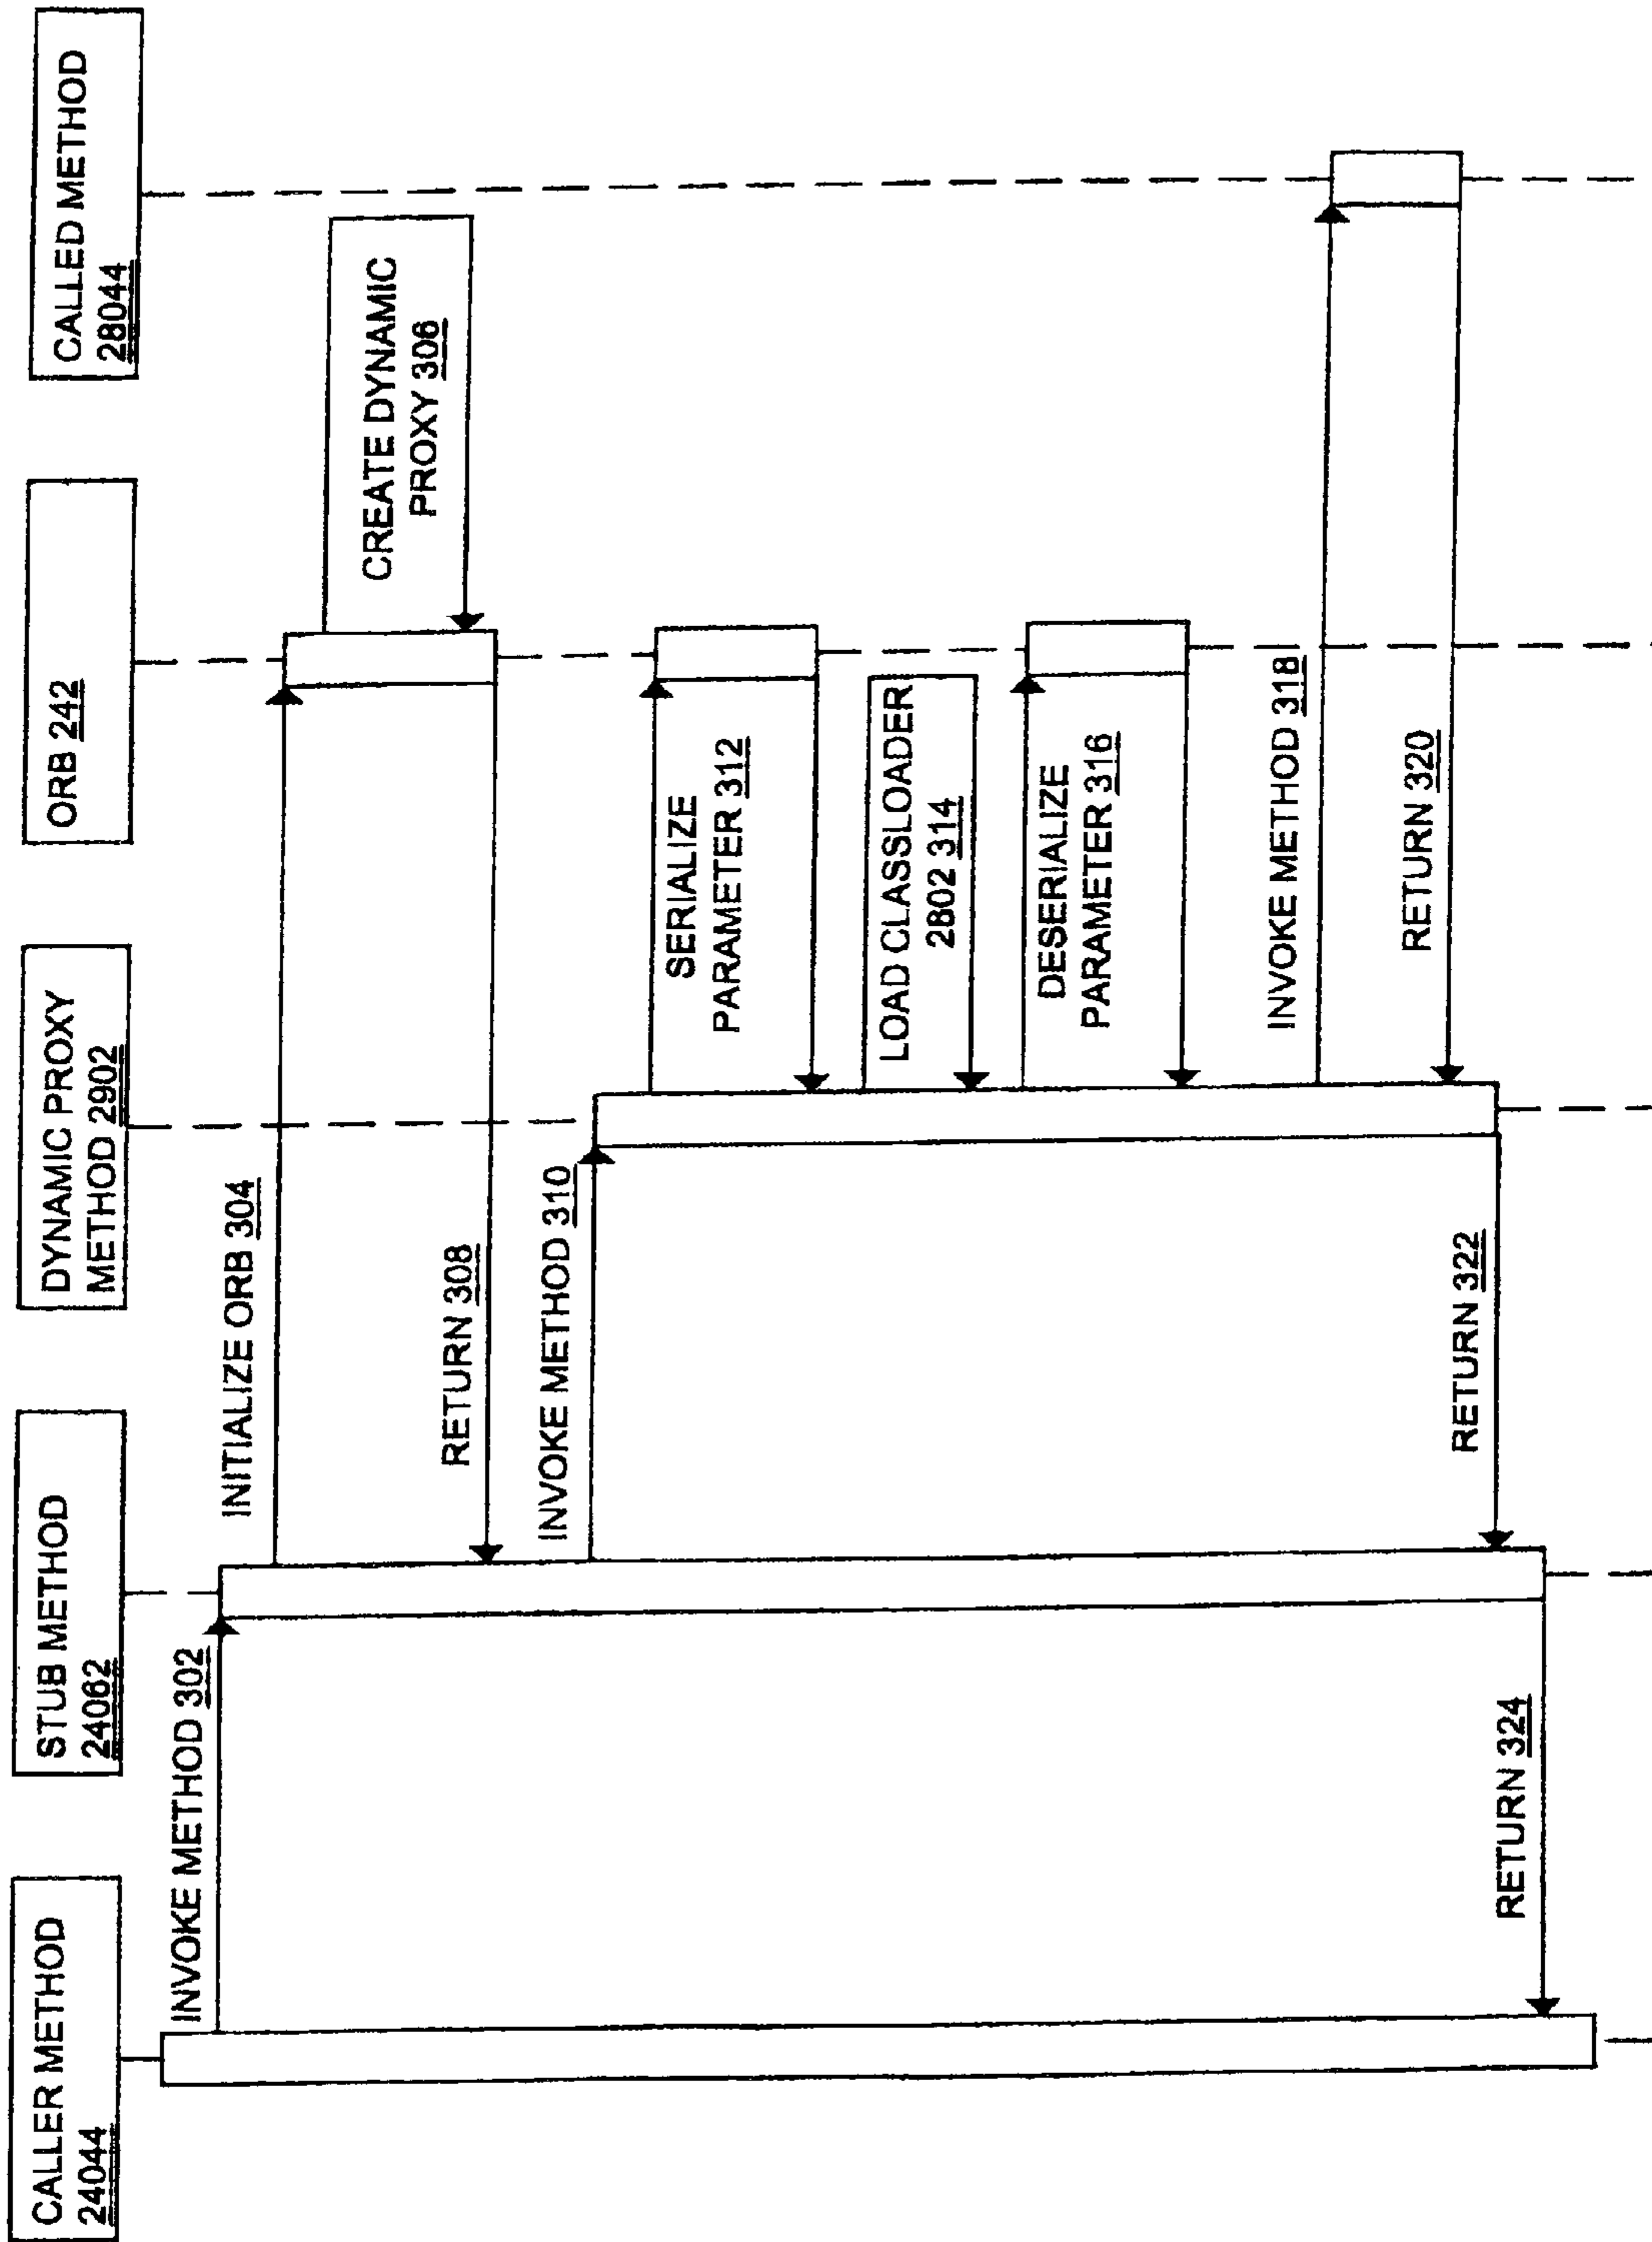 CALLER METHOD
24044
STUB METHOD
24062
DYNAMIC PROXY
METHOD 2902
ORB 242
CALLED METHOD
28044
INVOKE METHOD 302
INITIALIZE ORB 304
CREATE DYNAMIC
PROXY 306
RETURN 308
INVOKE METHOD 310
SERIALIZE
PARAMETER 312
LOAD CLASSLOADER
2802 314
DESERIALIZE
PARAMETER 316
INVOKE METHOD 318
RETURN 320
RETURN 322
RETURN 324